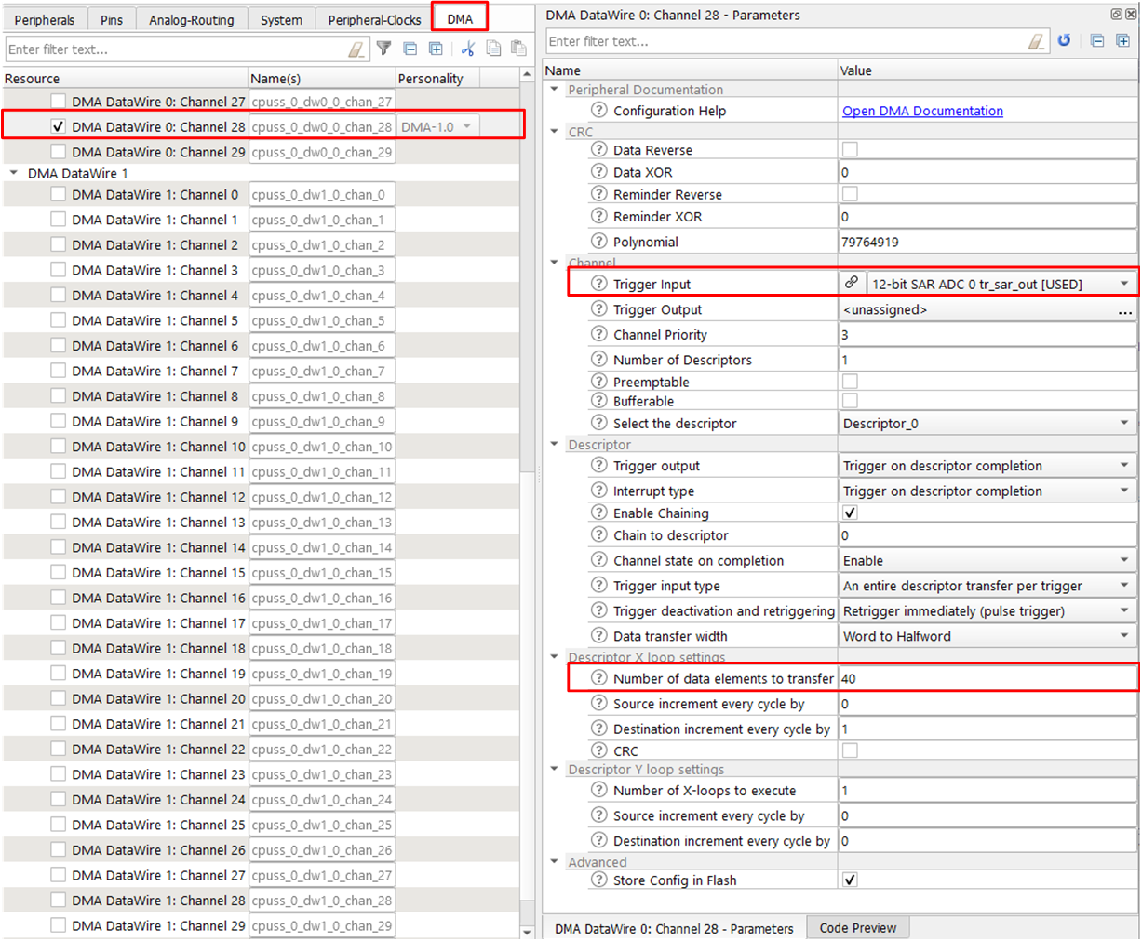 Peripherals Pins Analog-Routing System Peripheral-Clocks DMA
Enter filter text...
Resource Name(s) Personality
DMA DataWire 0: Channel 27 cpuss_0_dw0_0_chan_27
DMA DataWire 0: Channel 28 cpuss_0_dw0_0_chan_28 DMA-1.0
DMA DataWire 0: Channel 29 cpuss_0_dw0_0_chan_29
DMA DataWire 1
DMA DataWire 1: Channel 0 cpuss_0_dw1_0_chan_0
DMA DataWire 1: Channel 1 cpuss_0_dw1_0_chan_1
DMA DataWire 1: Channel 2 cpuss_0_dw1_0_chan_2
DMA DataWire 1: Channel 3 cpuss_0_dw1_0_chan_3
DMA DataWire 1: Channel 4 cpuss_0_dw1_0_chan_4
DMA DataWire 1: Channel 5 cpuss_0_dw1_0_chan_5
DMA DataWire 1: Channel 6 cpuss_0_dw1_0_chan_6
DMA DataWire 1: Channel 7 cpuss_0_dw1_0_chan_7
DMA DataWire 1: Channel 8 cpuss_0_dw1_0_chan_8
DMA DataWire 1: Channel 9 cpuss_0_dw1_0_chan_9
DMA DataWire 1: Channel 10 cpuss_0_dw1_0_chan_10
DMA DataWire 1: Channel 11 cpuss_0_dw1_0_chan_11
DMA DataWire 1: Channel 12 cpuss_0_dw1_0_chan_12
DMA DataWire 1: Channel 13 cpuss_0_dw1_0_chan_13
DMA DataWire 1: Channel 14 cpuss_0_dw1_0_chan_14
DMA DataWire 1: Channel 15 cpuss_0_dw1_0_chan_15
DMA DataWire 1: Channel 16 cpuss_0_dw1_0_chan_16
DMA DataWire 1: Channel 17 cpuss_0_dw1_0_chan_17
DMA DataWire 1: Channel 18 cpuss_0_dw1_0_chan_18
DMA DataWire 1: Channel 19 cpuss_0_dw1_0_chan_19
DMA DataWire 1: Channel 20 cpuss_0_dw1_0_chan_20
DMA DataWire 1: Channel 21 cpuss_0_dw1_0_chan_21
DMA DataWire 1: Channel 22 cpuss_0_dw1_0_chan_22
DMA DataWire 1: Channel 23 cpuss_0_dw1_0_chan_23
DMA DataWire 1: Channel 24 cpuss_0_dw1_0_chan_24
DMA DataWire 1: Channel 25 cpuss_0_dw1_0_chan_25
DMA DataWire 1: Channel 26 cpuss_0_dw1_0_chan_26
DMA DataWire 1: Channel 27 cpuss_0_dw1_0_chan_27
DMA DataWire 1: Channel 28 cpuss_0_dw1_0_chan_28
DMA DataWire 1: Channel 29 cpuss_0_dw1_0_chan_29
DMA DataWire 0: Channel 28 - Parameters
Enter filter text...
Name Value
Peripheral Documentation
Configuration Help Open DMA Documentation
CRC
Data Reverse
Data XOR 0
Reminder Reverse
Reminder XOR 0
Polynomial 79764919
Channel
Trigger Input 12-bit SAR ADC 0 tr_sar_out [USED]
Trigger Output <unassigned> ...
Channel Priority 3
Number of Descriptors 1
Preemptable
Bufferable
Select the descriptor Descriptor_0
Descriptor
Trigger output Trigger on descriptor completion
Interrupt type Trigger on descriptor completion
Enable Chaining
Chain to descriptor 0
Channel state on completion Enable
Trigger input type An entire descriptor transfer per trigger
Trigger deactivation and retriggering Retrigger immediately (pulse trigger)
Data transfer width Word to Halfword
Descriptor X loop settings
Number of data elements to transfer 40
Source increment every cycle by 0
Destination increment every cycle by 1
CRC
Descriptor Y loop settings
Number of X-loops to execute 1
Source increment every cycle by 0
Destination increment every cycle by 0
Advanced
Store Config in Flash
DMA DataWire 0: Channel 28 - Parameters Code Preview